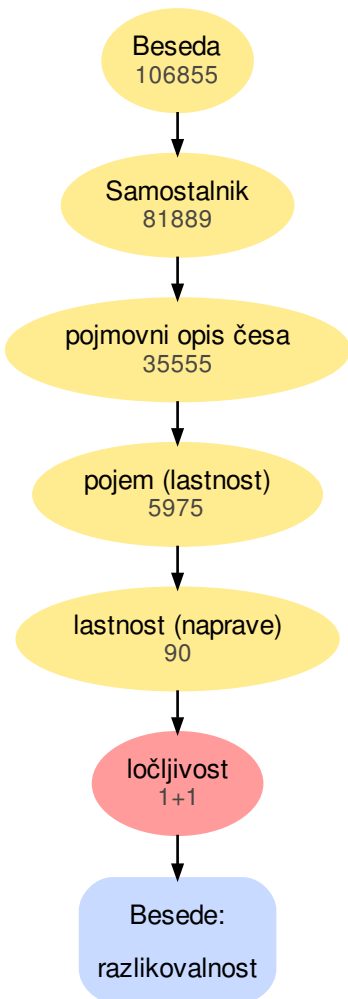 Beseda
106855
Samostalnik
81889
pojmovni opis česa
35555
pojem (lastnost)
5975
lastnost (naprave)
90
ločljivost
1+1
Besede:
razlikovalnost